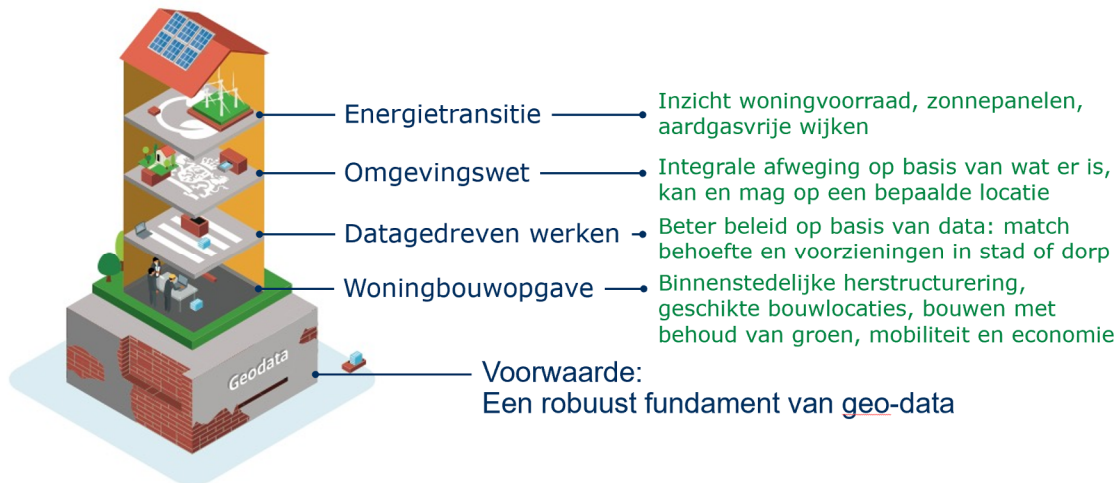 Energietransitie
Inzicht woningvoorraad, zonnepanelen,
aardgasvrije wijken
Omgevingswet
Integrale afweging op basis van wat er is,
kan en mag op een bepaalde locatie
Datagedreven werken
Beter beleid op basis van data: match
behoefte en voorzieningen in stad of dorp
Woningbouwopgave
Binnenstedelijke herstructurering,
geschikte bouwlocaties, bouwen met
behoud van groen, mobiliteit en economie
Geodata
Voorwaarde:
Een robuust fundament van geo-data